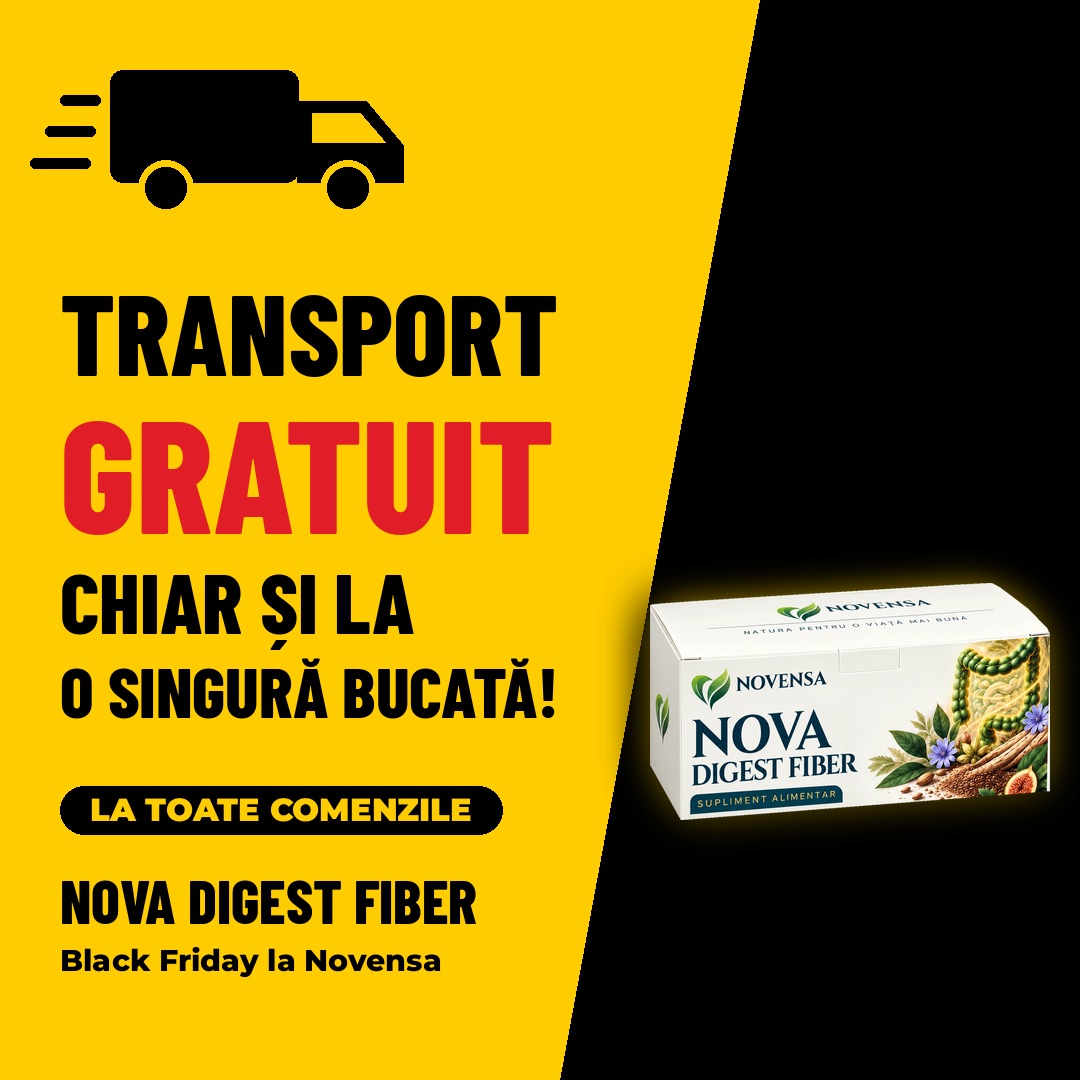 TRANSPORT
GRATUIT
CHIAR ȘI LA
O SINGURĂ BUCATĂ!
LA TOATE COMENZILE
NOVA DIGEST FIBER
Black Friday la Novensa
NOVENSA
NATURA PENTRU O VIAȚĂ MAI BUNĂ
NOVENSA
NOVA
DIGEST FIBER
SUPLIMENT ALIMENTAR